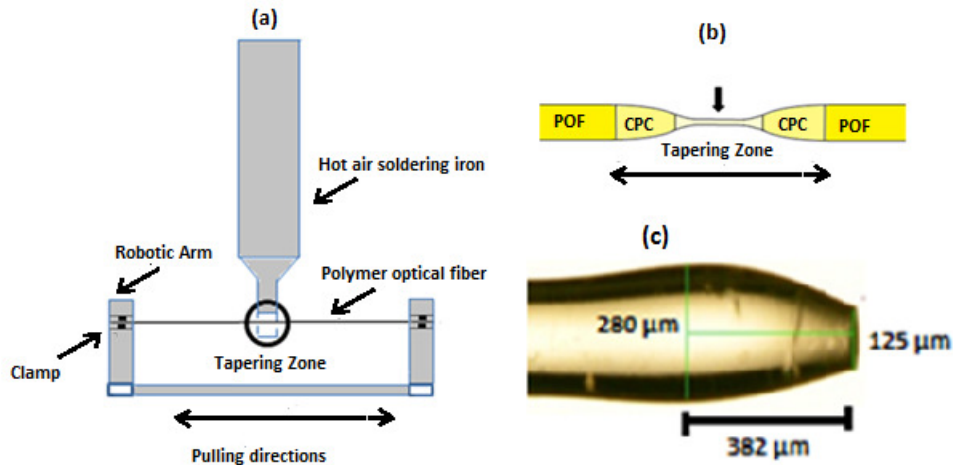 (a)
Hot air soldering iron
Robotic Arm
Polymer optical fiber
Clamp
Tapering Zone
Pulling directions
(b)
POF
CPC
CPC
POF
Tapering Zone
(c)
280 µm
125 µm
382 µm